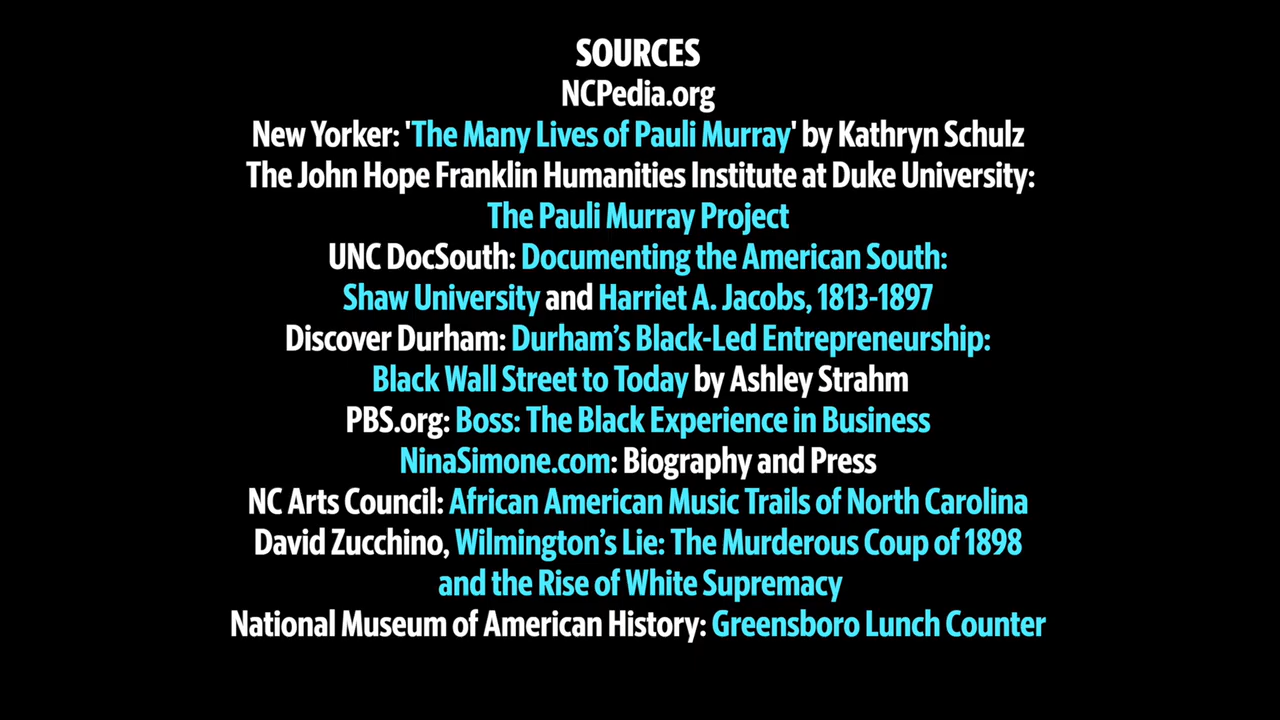 SOURCES
NCPedia.org
New Yorker: 'The Many Lives of Pauli Murray' by Kathryn Schulz
The John Hope Franklin Humanities Institute at Duke University:
The Pauli Murray Project
UNC DocSouth: Documenting the American South:
Shaw University and Harriet A. Jacobs, 1813-1897
Discover Durham: Durham’s Black-Led Entrepreneurship:
Black Wall Street to Today by Ashley Strahm
PBS.org: Boss: The Black Experience in Business
NinaSimone.com: Biography and Press
NC Arts Council: African American Music Trails of North Carolina
David Zucchino, Wilmington’s Lie: The Murderous Coup of 1898
and the Rise of White Supremacy
National Museum of American History: Greensboro Lunch Counter